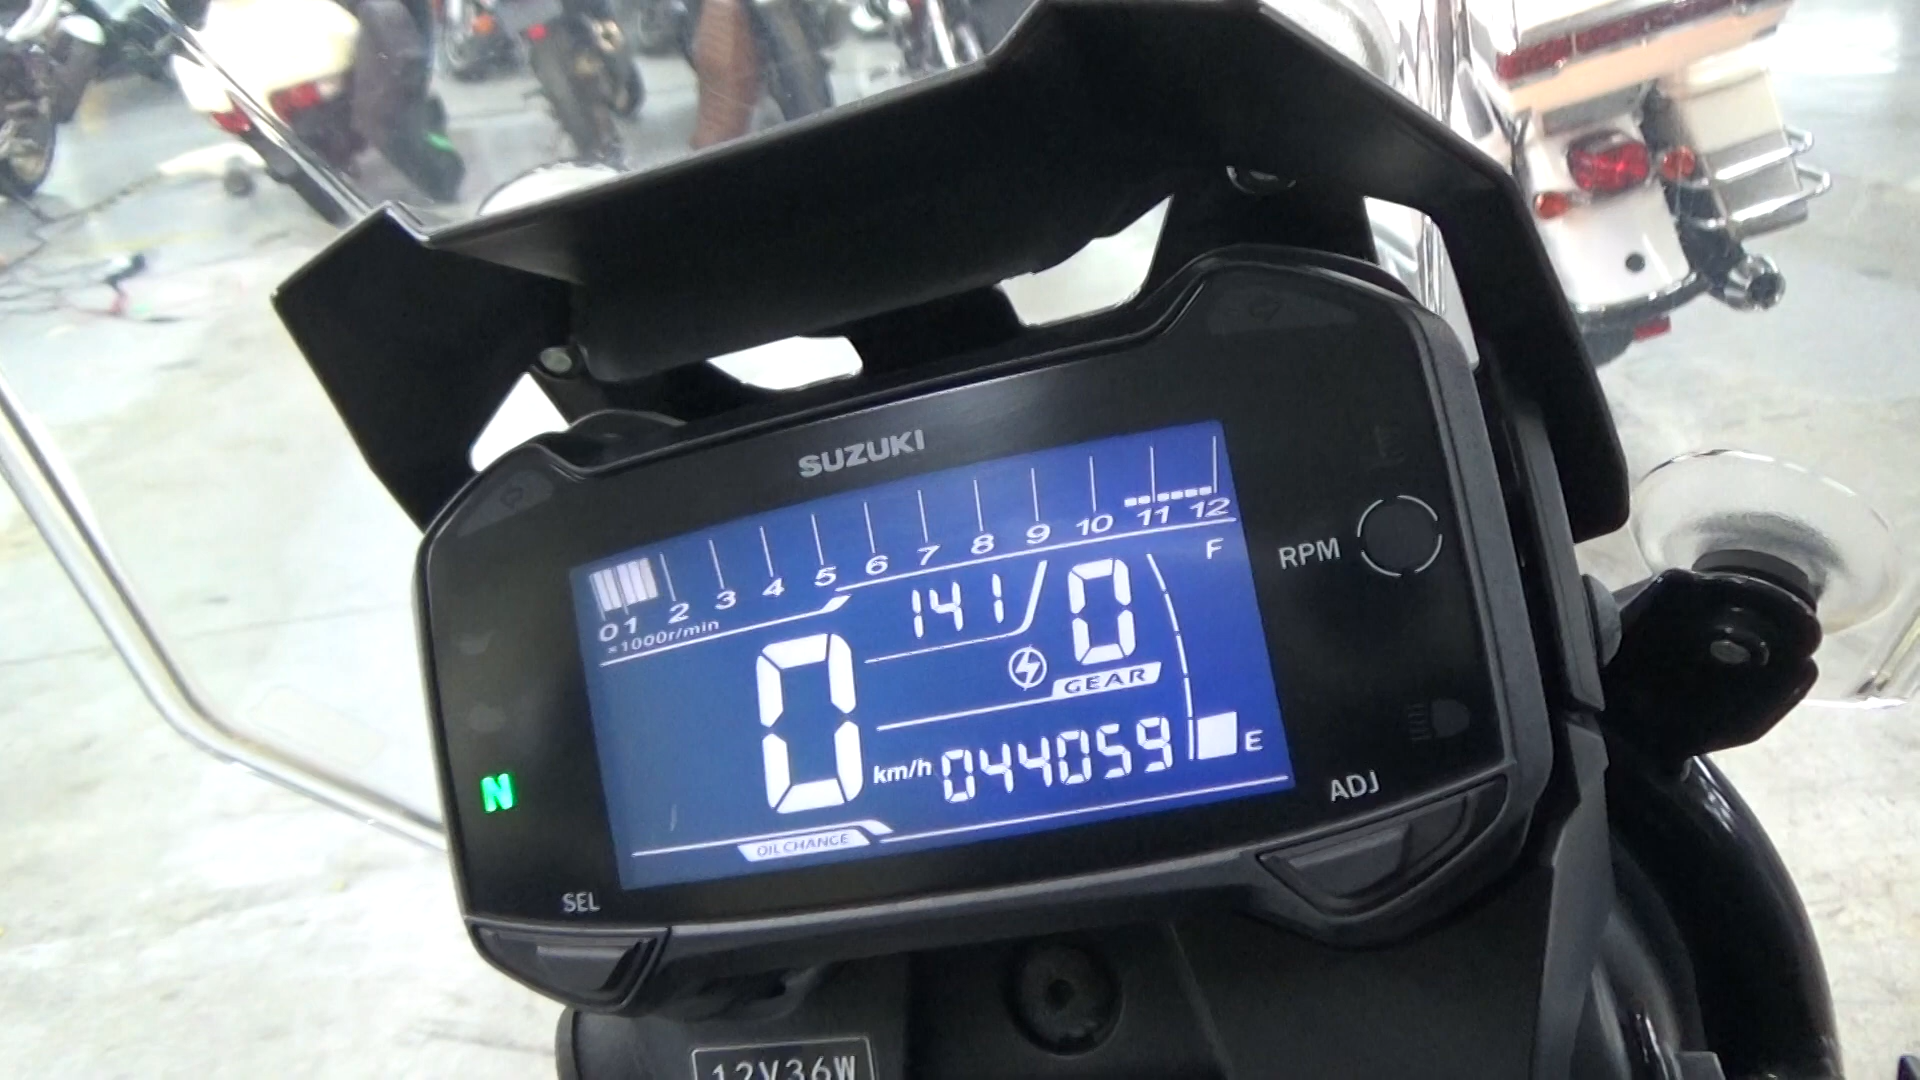 SUZUKI
0 1 2 3 4 5 6 7 8 9 10 11 12
×1000r/min
141
0
F
RPM
GEAR
0
km/h
044059
E
N
ADJ
OIL CHANGE
SEL
12V36W